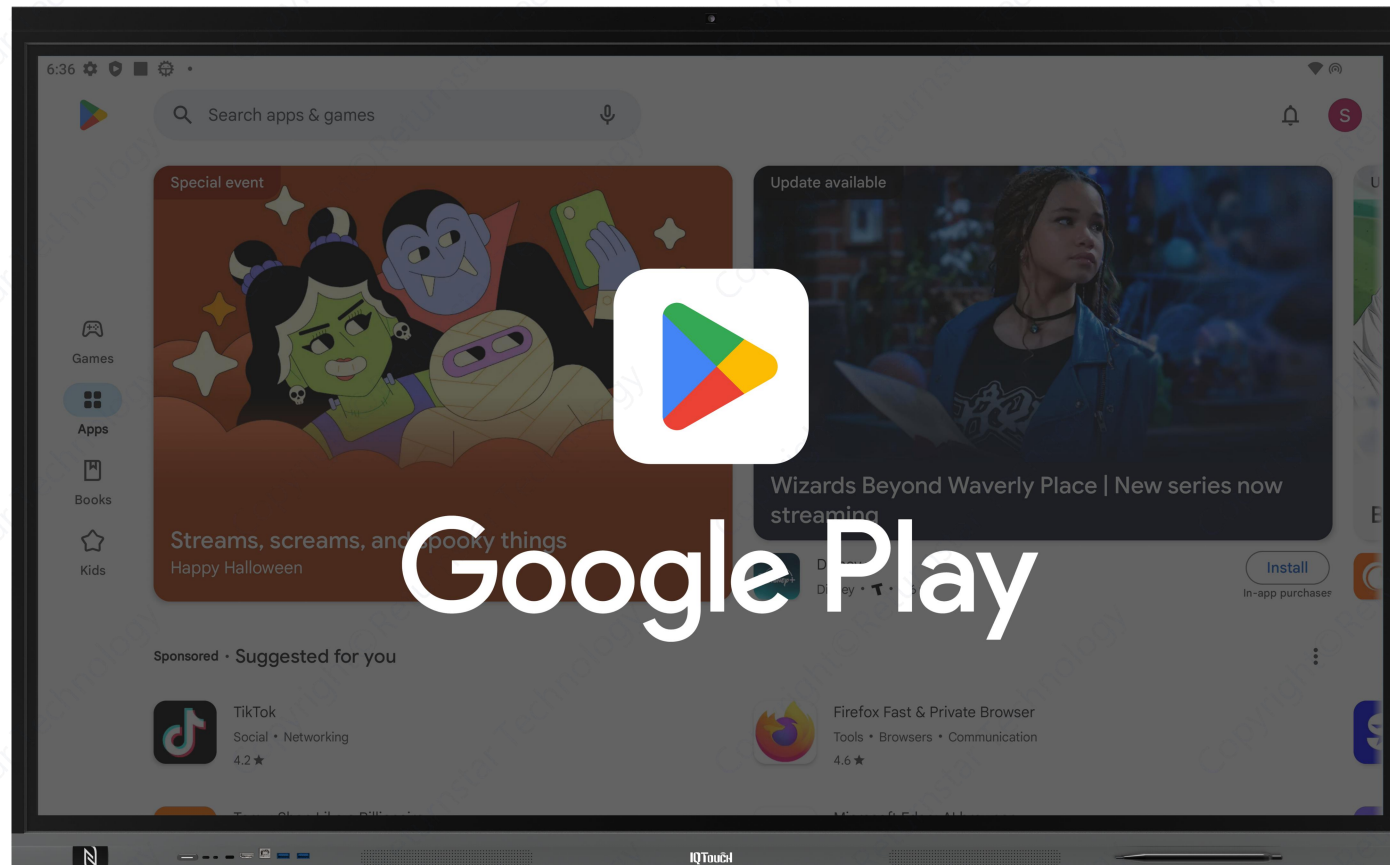 6:36
Search apps & games
S
Special event
Update available
U
Games
Apps
Books
Kids
Streams, screams, and spooky things
Happy Halloween
Wizards Beyond Waverly Place | New series now
streaming
Google Play
Install
In-app purchases
Sponsored • Suggested for you
TikTok
Social • Networking
4.2 ★
Firefox Fast & Private Browser
Tools • Browsers • Communication
4.6 ★
IQTouch